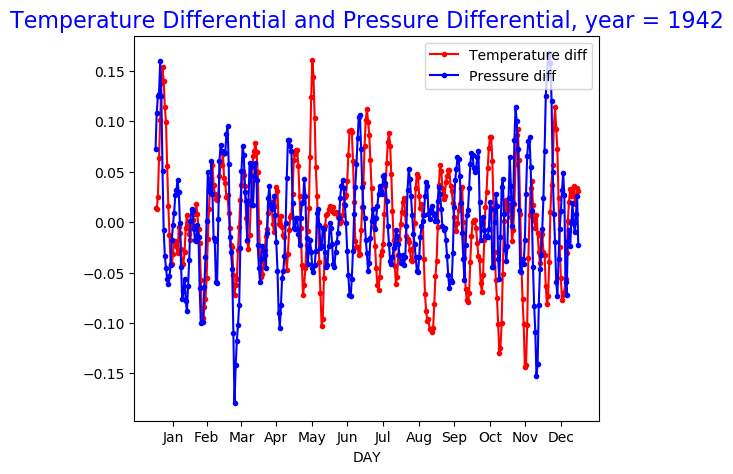 Temperature Differential and Pressure Differential, year = 1942
Temperature diff
Pressure diff
0.15
0.10
0.05
0.00
−0.05
−0.10
−0.15
Jan Feb Mar Apr May Jun Jul Aug Sep Oct Nov Dec
DAY